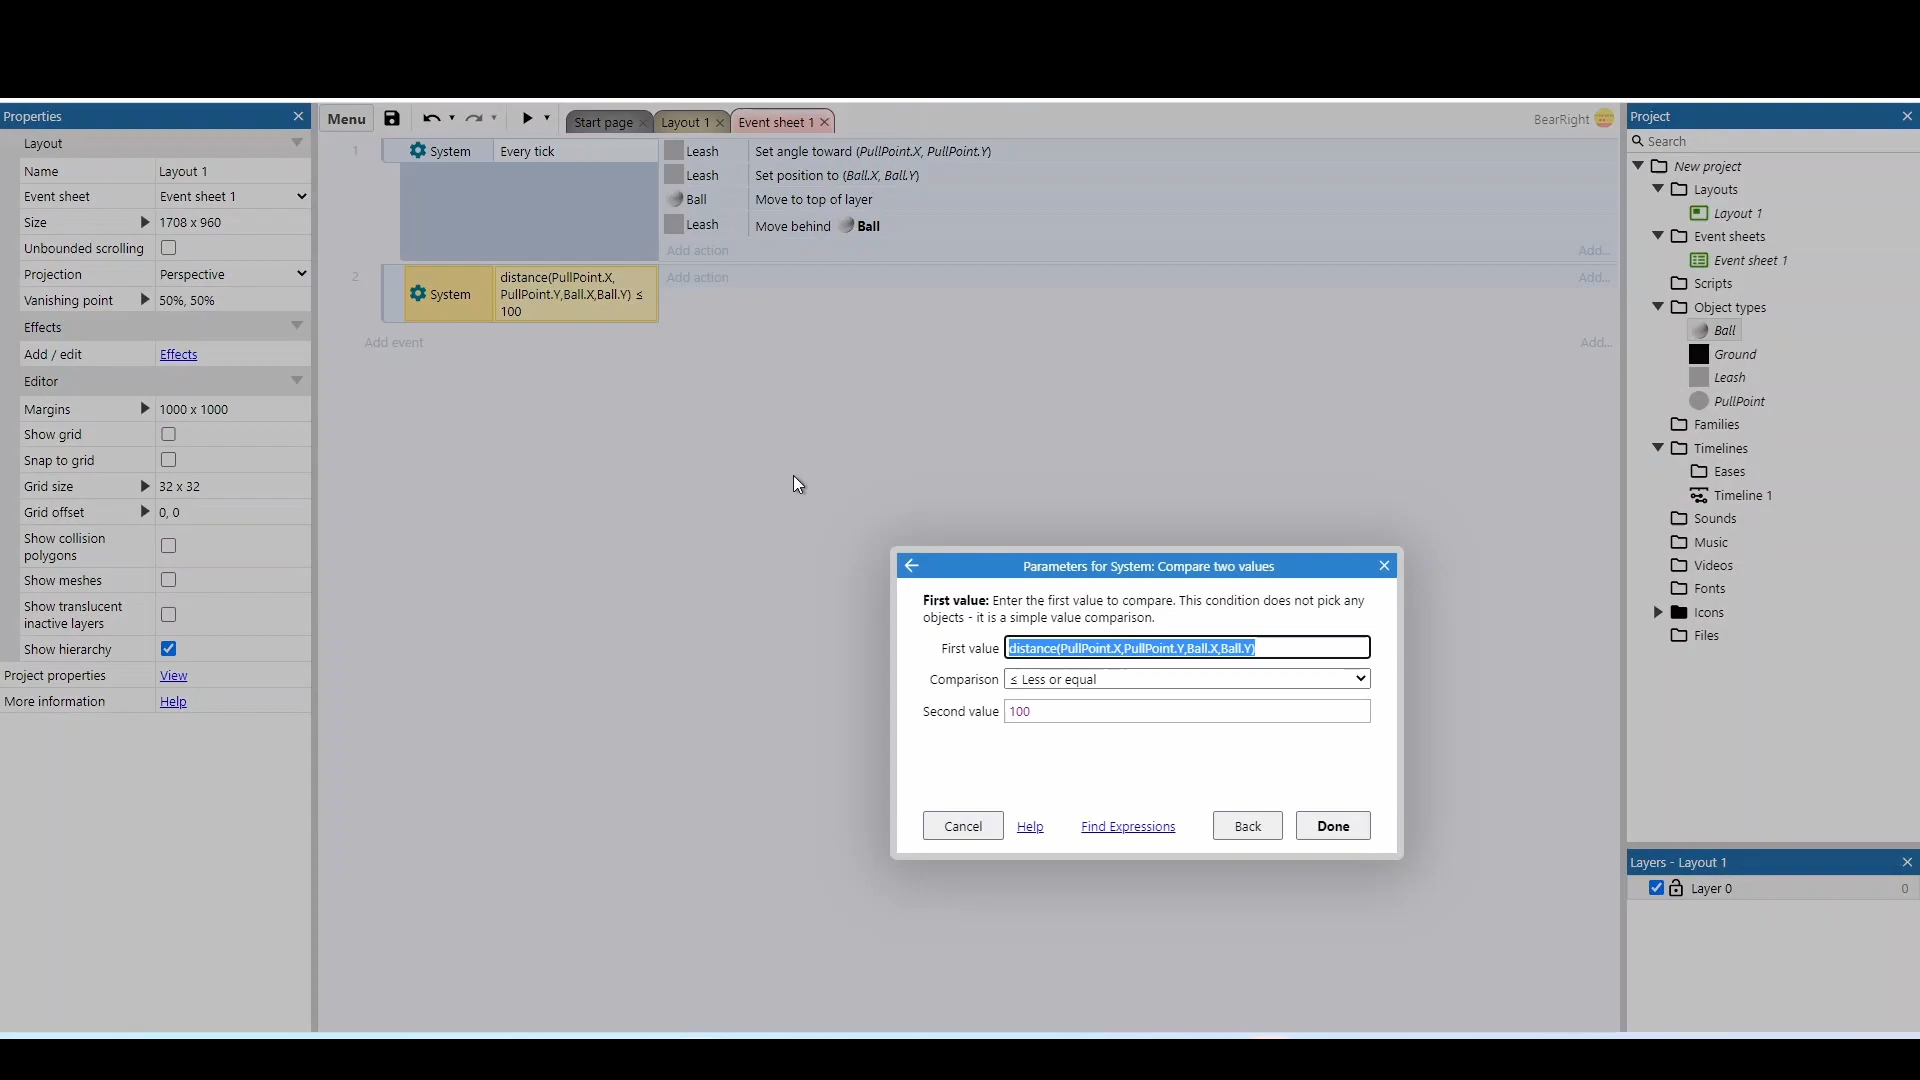 Properties
Layout
Name Layout 1
Event sheet Event sheet 1
Size 1708 x 960
Unbounded scrolling
Projection Perspective
Vanishing point 50%, 50%
Effects
Add / edit Effects
Editor
Margins 1000 x 1000
Show grid
Snap to grid
Grid size 32 x 32
Grid offset 0, 0
Show collision
polygons
Show meshes
Show translucent
inactive layers
Show hierarchy
Project properties View
More information Help
Menu
Start page
Layout 1
Event sheet 1
BearRight
1 System Every tick
Leash Set angle toward (PullPoint.X, PullPoint.Y)
Leash Set position to (Ball.X, Ball.Y)
Ball Move to top of layer
Leash Move behind Ball
Add action Add...
2 System distance(PullPoint.X,
PullPoint.Y,Ball.X,Ball.Y) ≤
100
Add action Add...
Add event Add...
Parameters for System: Compare two values
First value: Enter the first value to compare. This condition does not pick any
objects - it is a simple value comparison.
First value distance(PullPoint.X,PullPoint.Y,Ball.X,Ball.Y)
Comparison ≤ Less or equal
Second value 100
Cancel Help Find Expressions Back Done
Project
Search
New project
Layouts
Layout 1
Event sheets
Event sheet 1
Scripts
Object types
Ball
Ground
Leash
PullPoint
Families
Timelines
Eases
Timeline 1
Sounds
Music
Videos
Fonts
Icons
Files
Layers - Layout 1
Layer 0 0